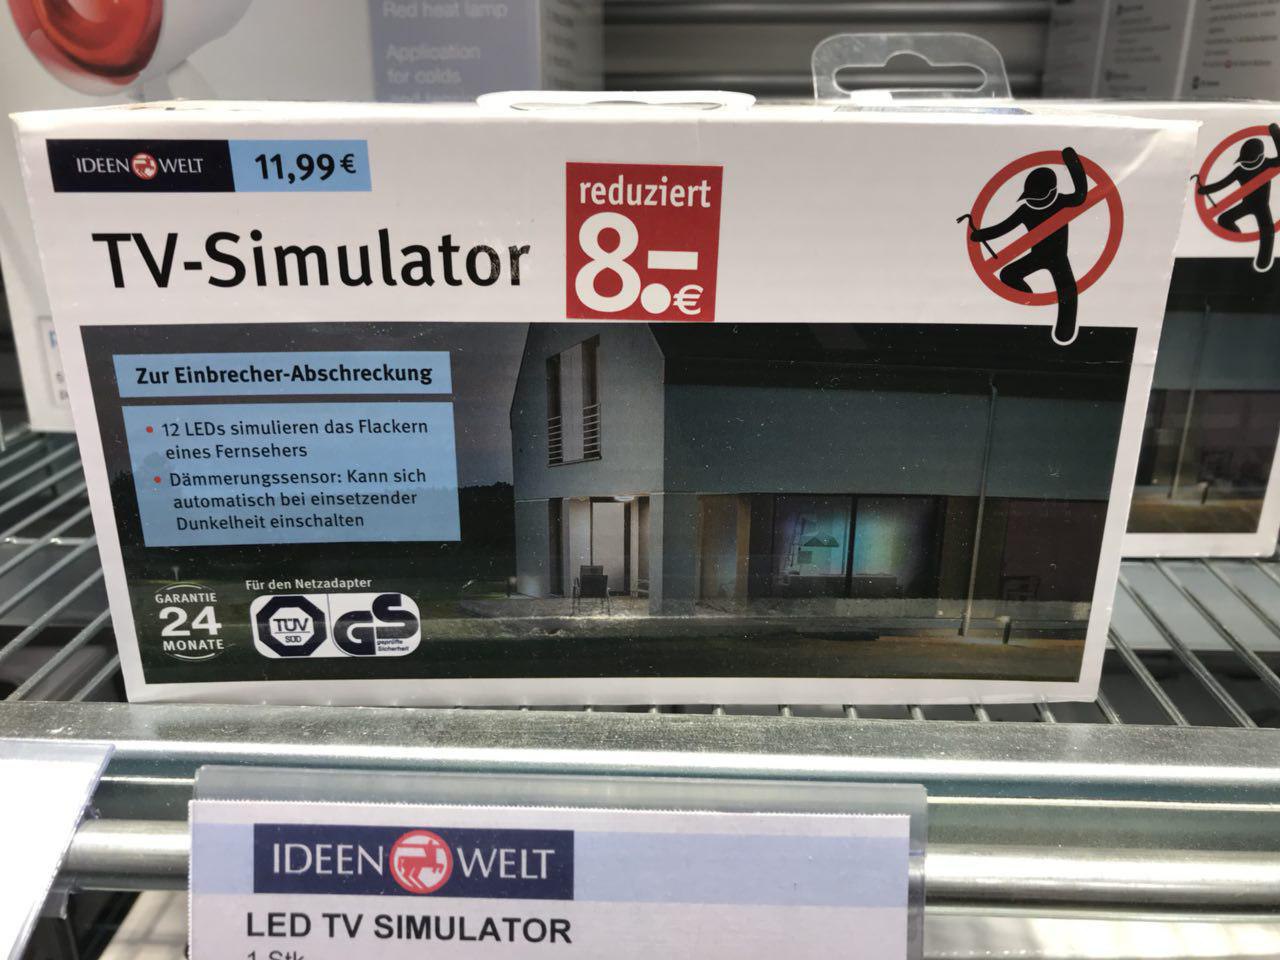 Red heat lamp
Application
for colds
IDEEN WELT 11,99 €
TV-Simulator
reduziert
8.– €
Zur Einbrecher-Abschreckung
• 12 LEDs simulieren das Flackern
eines Fernsehers
• Dämmerungssensor: Kann sich
automatisch bei einsetzender
Dunkelheit einschalten
GARANTIE
24
MONATE
Für den Netzadapter
TÜV
SÜD
GS
geprüfte
Sicherheit
IDEEN WELT
LED TV SIMULATOR
1 Stk